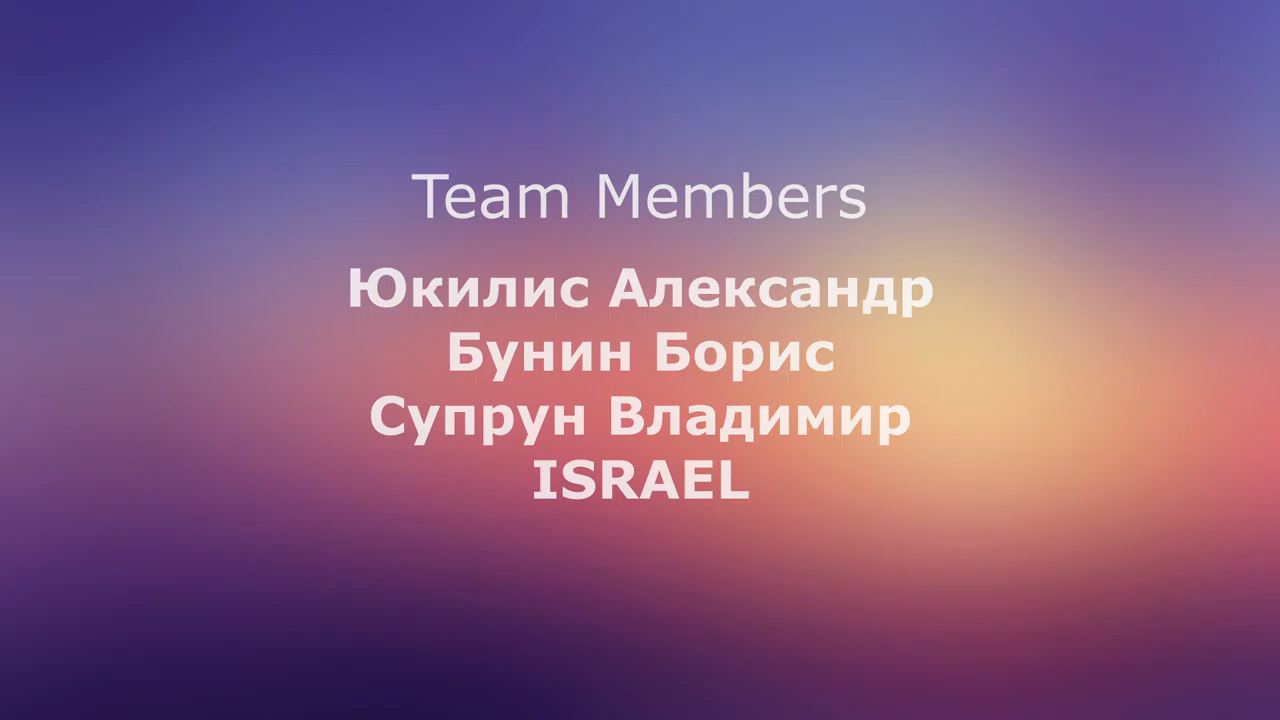 Team Members
Юкилис Александр
Бунин Борис
Супрун Владимир
ISRAEL